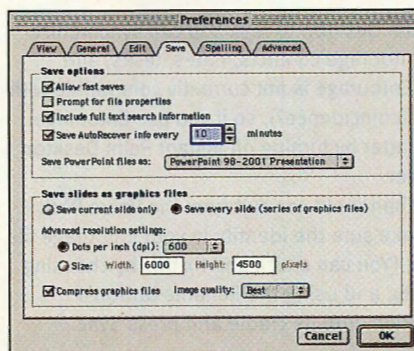 Preferences
View General Edit Save Spelling Advanced
Save options
Allow fast saves
Prompt for file properties
Include full text search information
Save AutoRecover info every 10 minutes
Save PowerPoint files as: PowerPoint 98-2001 Presentation
Save slides as graphics files
Save current slide only Save every slide (series of graphics files)
Advanced resolution settings:
Dots per inch (dpi): 600
Size: Width: 6000 Height: 4500 pixels
Compress graphics files Image quality: Best
Cancel OK